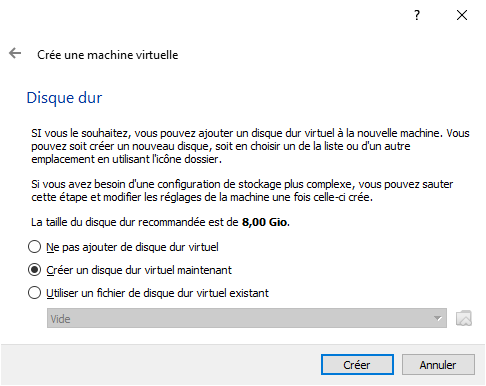 ?
Crée une machine virtuelle
Disque dur
SI vous le souhaitez, vous pouvez ajouter un disque dur virtuel à la nouvelle machine. Vous
pouvez soit créer un nouveau disque, soit en choisir un de la liste ou d'un autre
emplacement en utilisant l'icône dossier.
Si vous avez besoin d'une configuration de stockage plus complexe, vous pouvez sauter
cette étape et modifier les réglages de la machine une fois celle-ci crée.
La taille du disque dur recommandée est de 8,00 Gio.
Ne pas ajouter de disque dur virtuel
Créer un disque dur virtuel maintenant
Utiliser un fichier de disque dur virtuel existant
Vide
Créer Annuler